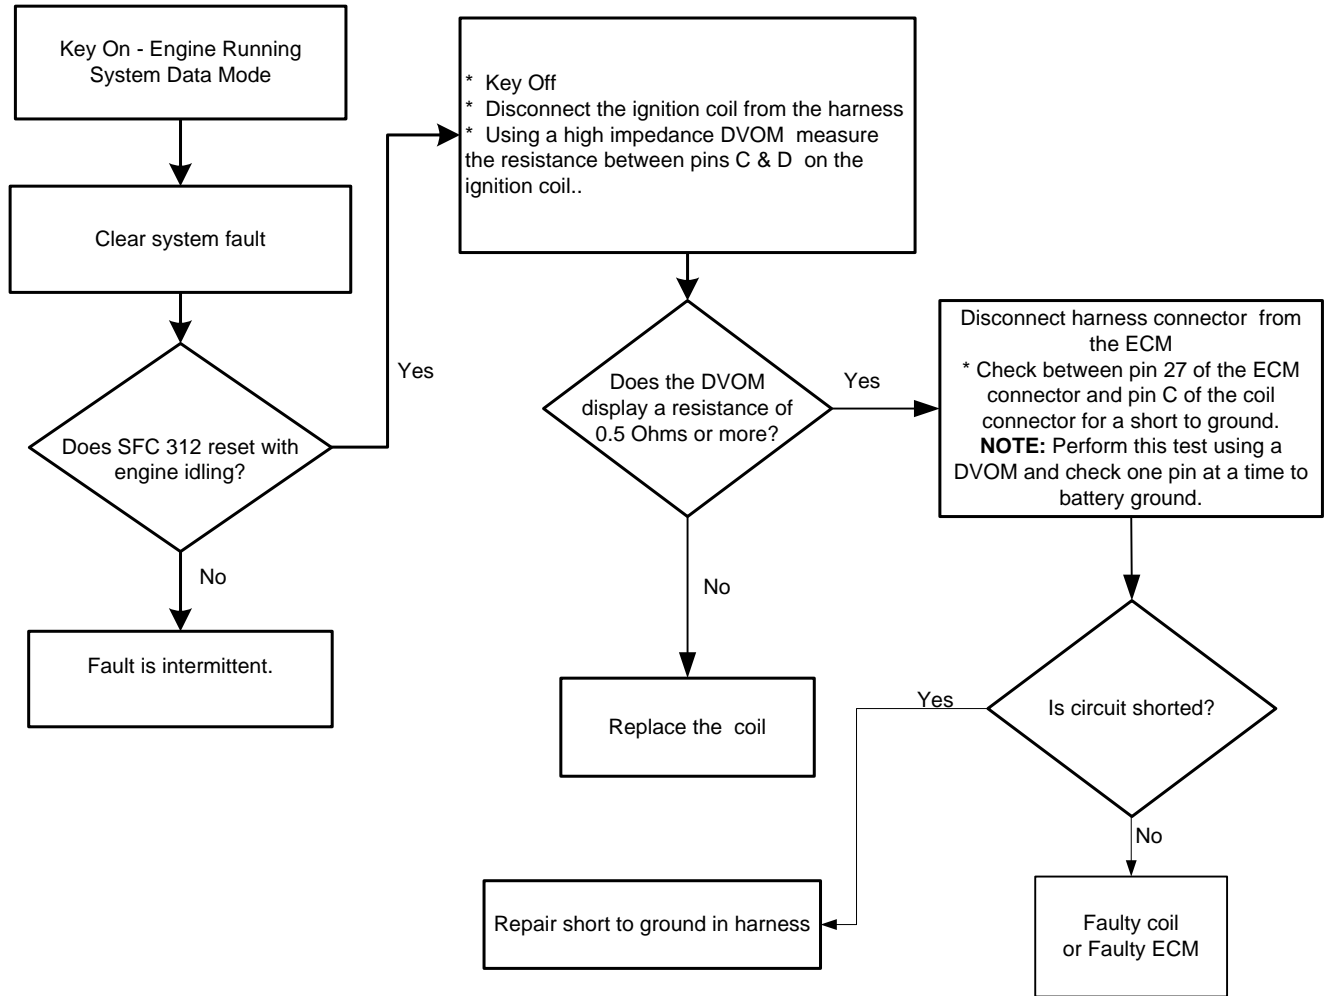 Key On - Engine Running
System Data Mode
Clear system fault
Does SFC 312 reset with
engine idling?
Yes
No
Fault is intermittent.
* Key Off
* Disconnect the ignition coil from the harness
* Using a high impedance DVOM measure
the resistance between pins C & D on the
ignition coil..
Does the DVOM
display a resistance of
0.5 Ohms or more?
Yes
No
Replace the coil
Disconnect harness connector from
the ECM
* Check between pin 27 of the ECM
connector and pin C of the coil
connector for a short to ground.
NOTE: Perform this test using a
DVOM and check one pin at a time to
battery ground.
Is circuit shorted?
Yes
No
Repair short to ground in harness
Faulty coil
or Faulty ECM